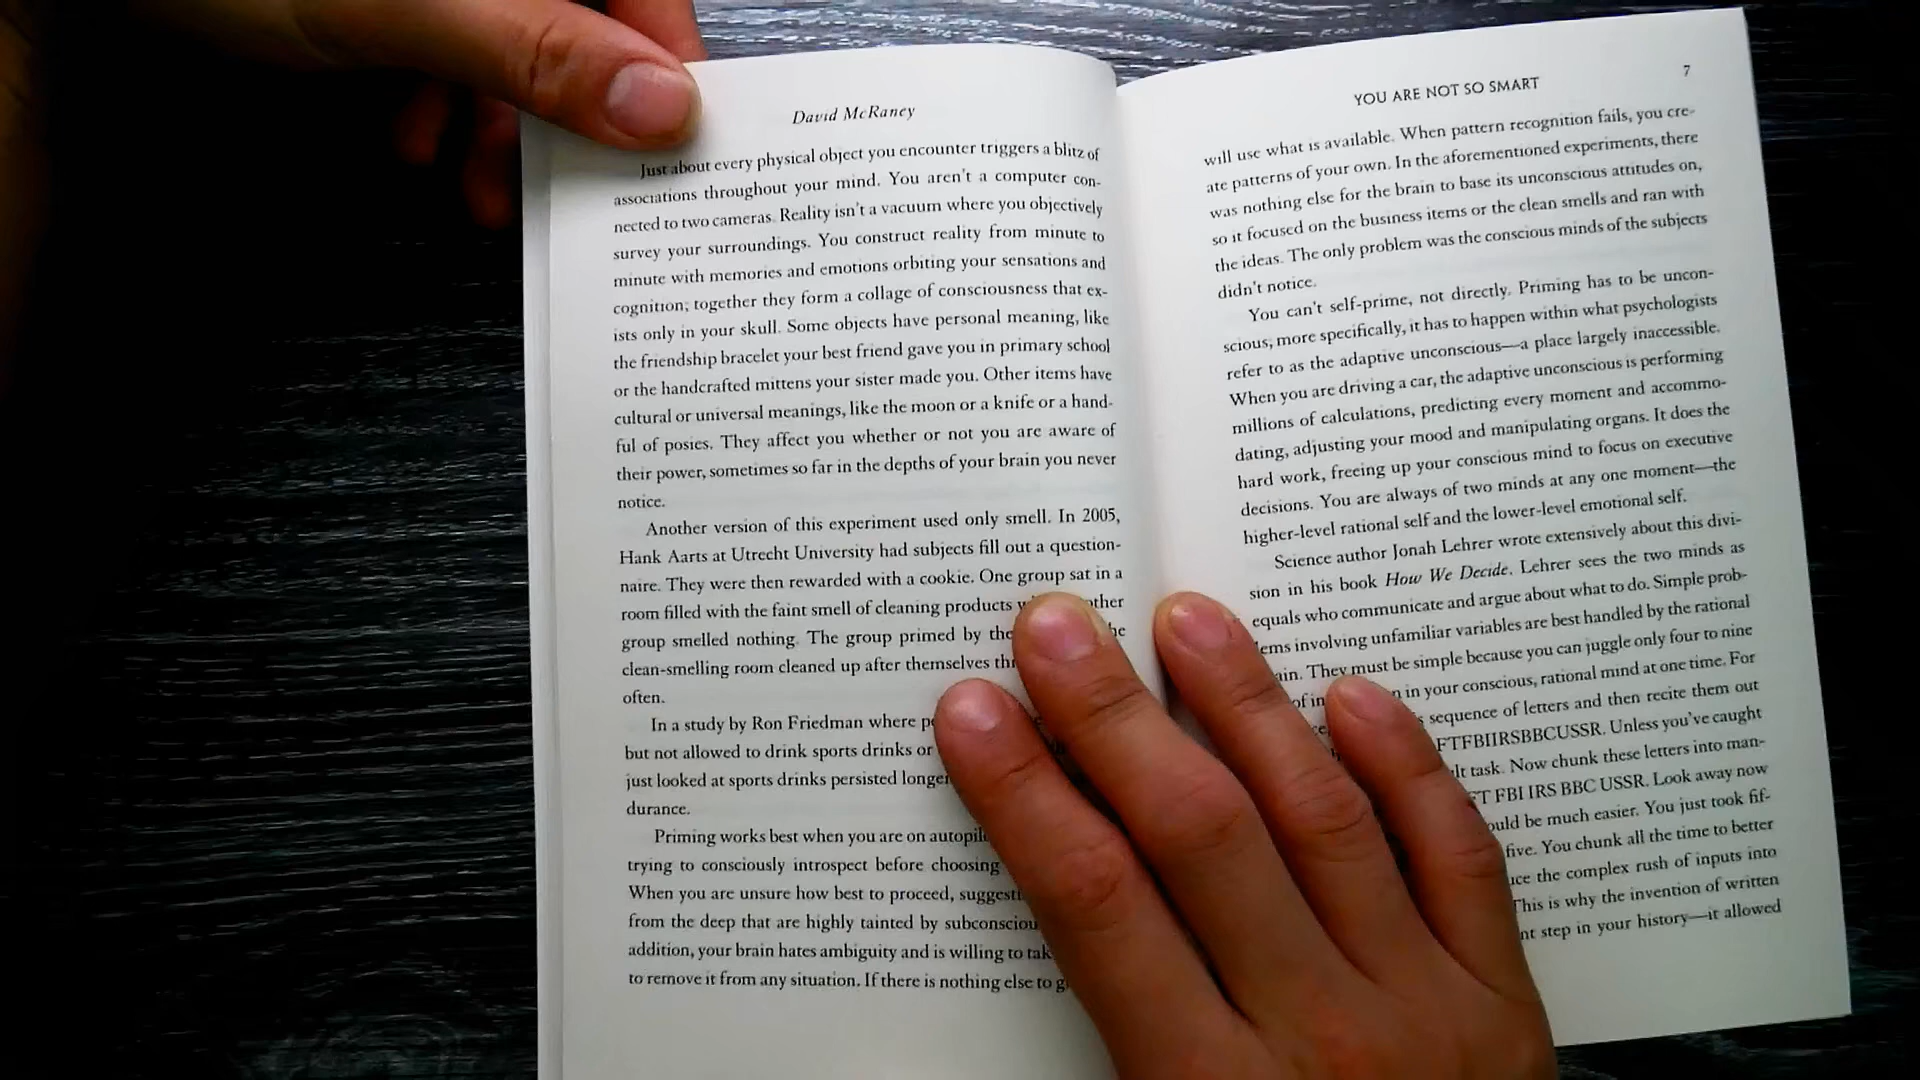 David McRaney
Just about every physical object you encounter triggers a blitz of
associations throughout your mind. You aren't a computer con-
nected to two cameras. Reality isn't a vacuum where you objectively
survey your surroundings. You construct reality from minute to
minute with memories and emotions orbiting your sensations and
cognition; together they form a collage of consciousness that ex-
ists only in your skull. Some objects have personal meaning, like
the friendship bracelet your best friend gave you in primary school
or the handcrafted mittens your sister made you. Other items have
cultural or universal meanings, like the moon or a knife or a hand-
ful of posies. They affect you whether or not you are aware of
their power, sometimes so far in the depths of your brain you never
notice.
Another version of this experiment used only smell. In 2005,
Hank Aarts at Utrecht University had subjects fill out a question-
naire. They were then rewarded with a cookie. One group sat in a
room filled with the faint smell of cleaning products other
group smelled nothing. The group primed by the
clean-smelling room cleaned up after themselves
often.
In a study by Ron Friedman where
but not allowed to drink sports drinks or
just looked at sports drinks persisted longer
durance.
Priming works best when you are on
trying to consciously introspect before choosing
When you are unsure how best to proceed,
from the deep that are highly tainted by
addition, your brain hates ambiguity and is willing to
to remove it from any situation. If there is nothing else to
YOU ARE NOT SO SMART 7
will use what is available. When pattern recognition fails, you cre-
ate patterns of your own. In the aforementioned experiments, there
was nothing else for the brain to base its unconscious attitudes on,
so it focused on the business items or the clean smells and ran with
the ideas. The only problem was the conscious minds of the subjects
didn't notice.
You can't self-prime, not directly. Priming has to be uncon-
scious; more specifically, it has to happen within what psychologists
refer to as the adaptive unconscious—a place largely inaccessible.
When you are driving a car, the adaptive unconscious is performing
millions of calculations, predicting every moment and accommo-
dating, adjusting your mood and manipulating organs. It does the
hard work, freeing up your conscious mind to focus on executive
decisions. You are always of two minds at any one moment—the
higher-level rational self and the lower-level emotional self.
Science author Jonah Lehrer wrote extensively about this divi-
sion in his book How We Decide. Lehrer sees the two minds as
equals who communicate and argue about what to do. Simple prob-
lems involving unfamiliar variables are best handled by the rational
They must be simple because you can juggle only four to nine
of in your conscious, rational mind at one time. For
sequence of letters and then recite them out
FTFBIIRSBBCUSSR. Unless you've caught
task. Now chunk these letters into man-
FBI IRS BBC USSR. Look away now
be much easier. You just took fif-
five. You chunk all the time to better
the complex rush of inputs into
This is why the invention of written
step in your history—it allowed